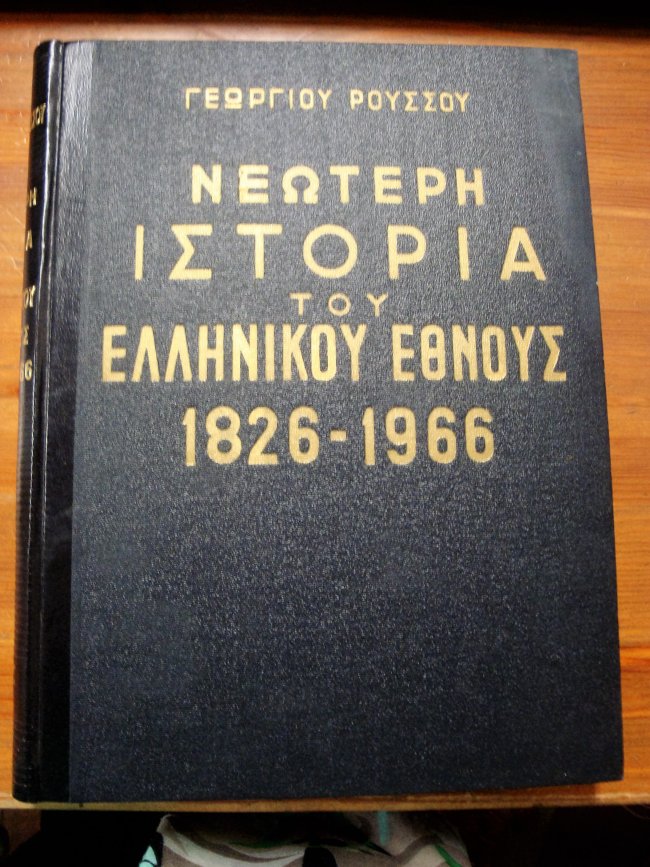 ΓΕΩΡΓΙΟΥ ΡΟΥΣΣΟΥ
ΝΕΩΤΕΡΗ
ΙΣΤΟΡΙΑ
ΤΟΥ
ΕΛΛΗΝΙΚΟΥ ΕΘΝΟΥΣ
1826-1966